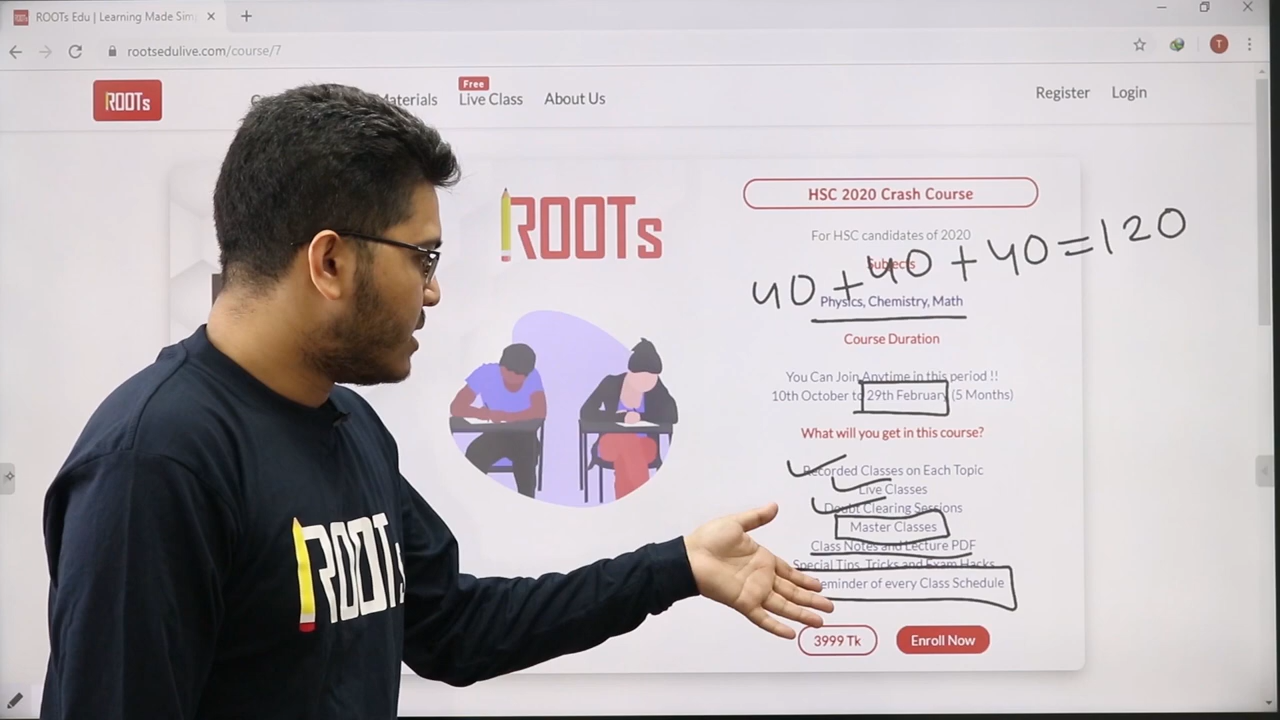 ROOTs Edu | Learning Made Sim
rootsedulive.com/course/7
T
ROOTs
Materials
Free
Live Class
About Us
Register
Login
ROOTs
HSC 2020 Crash Course
For HSC candidates of 2020
Subjects
40+40+40=120
Physics, Chemistry, Math
Course Duration
You Can Join Anytime in this period !!
10th October to 29th February (5 Months)
What will you get in this course?
Recorded Classes on Each Topic
Live Classes
Doubt Clearing Sessions
Master Classes
Class Notes and Lecture PDF
Special Tips, Tricks and Exam Hacks
Reminder of every Class Schedule
3999 Tk
Enroll Now
ROOTs